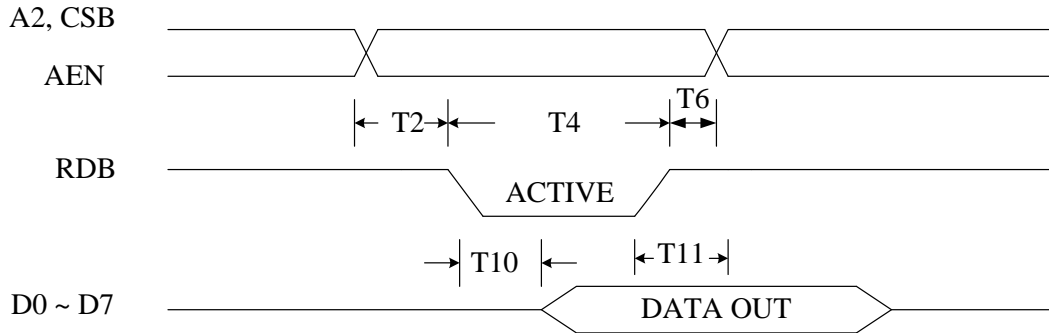 A2, CSB
AEN
T6
T2
T4
RDB
ACTIVE
T10
T11
D0 ~ D7
DATA OUT